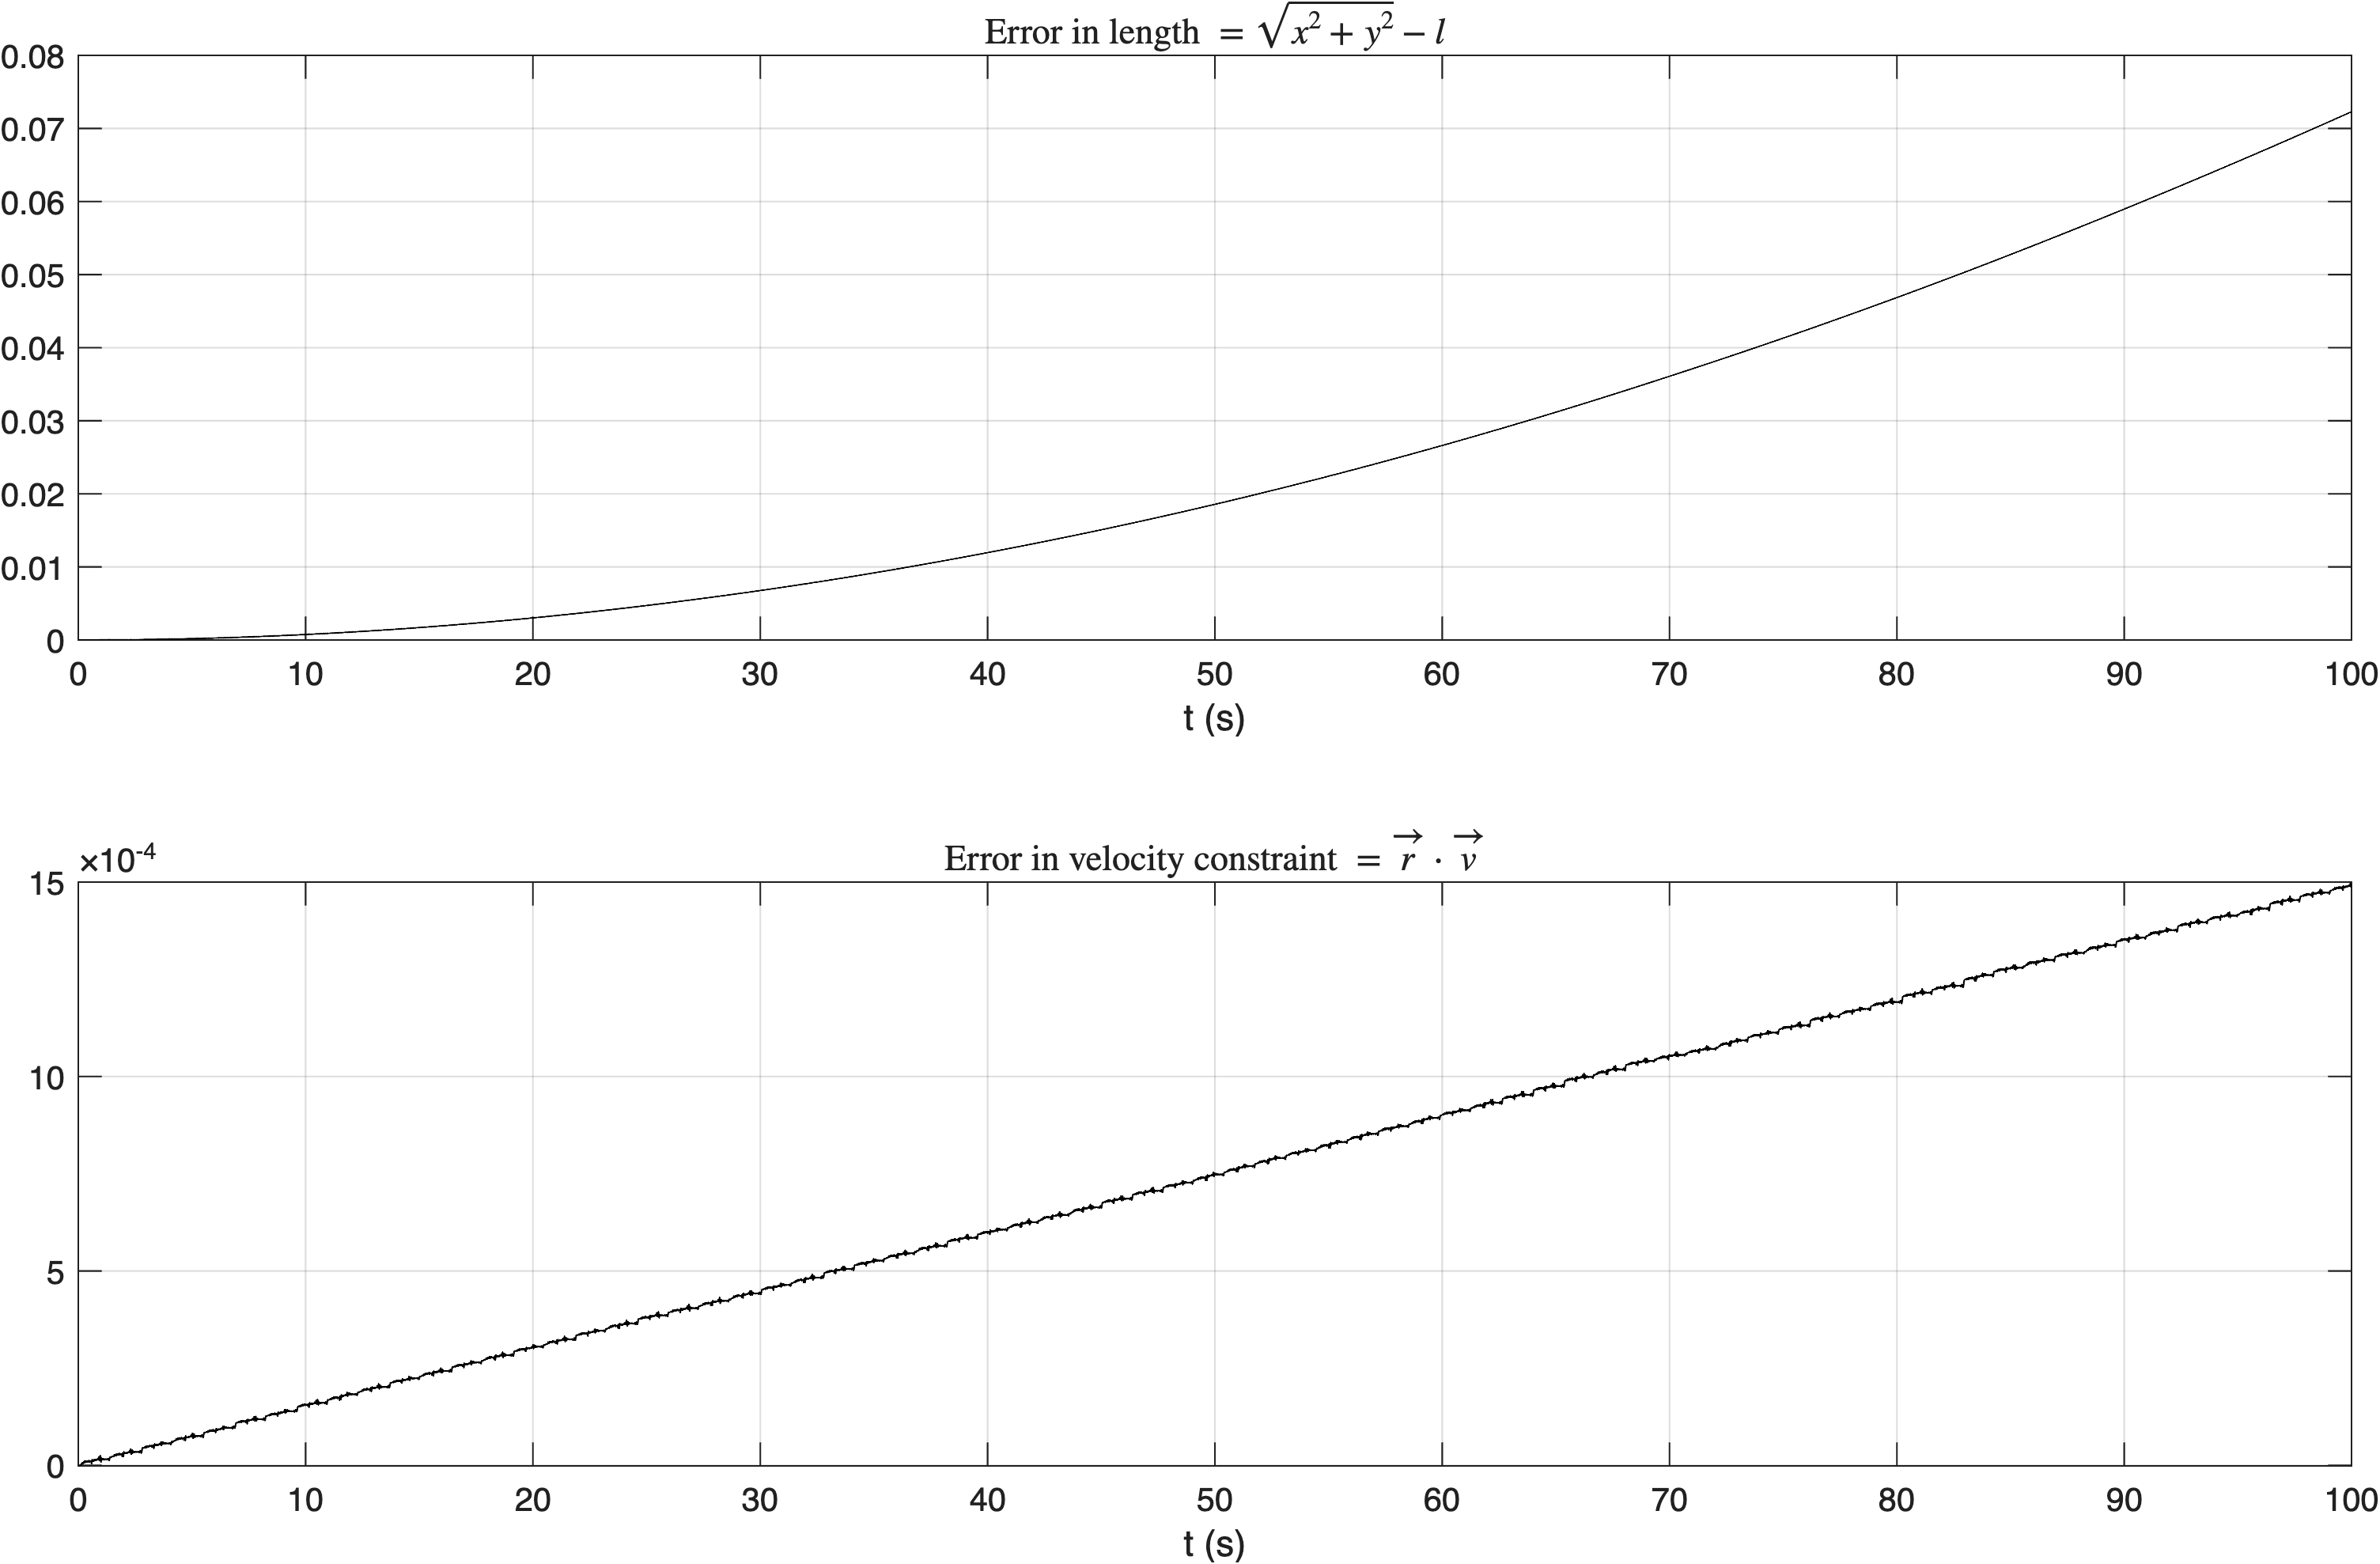 Error in length = √x² + y² − l
0.08
0.07
0.06
0.05
0.04
0.03
0.02
0.01
0
0 10 20 30 40 50 60 70 80 90 100
t (s)
Error in velocity constraint = r⃗ · v⃗
×10⁻⁴
15
10
5
0
0 10 20 30 40 50 60 70 80 90 100
t (s)